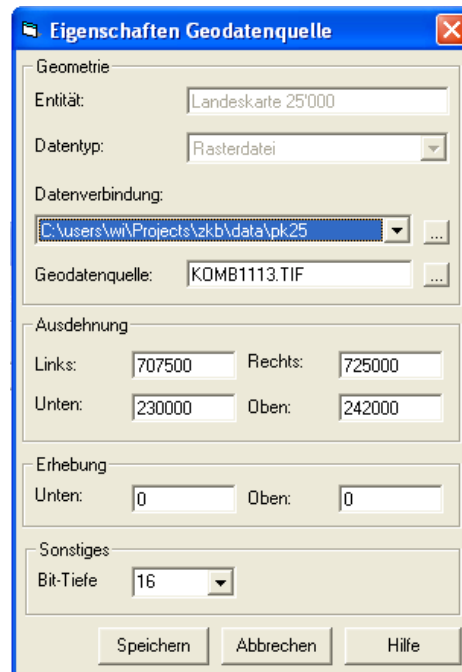 Eigenschaften Geodatenquelle
Geometrie
Entität: Landeskarte 25'000
Datentyp: Rasterdatei
Datenverbindung:
C:\users\wi\Projects\zkb\data\pk25 ...
Geodatenquelle: KOMB1113.TIF ...
Ausdehnung
Links: 707500 Rechts: 725000
Unten: 230000 Oben: 242000
Erhebung
Unten: 0 Oben: 0
Sonstiges
Bit-Tiefe 16
Speichern Abbrechen Hilfe